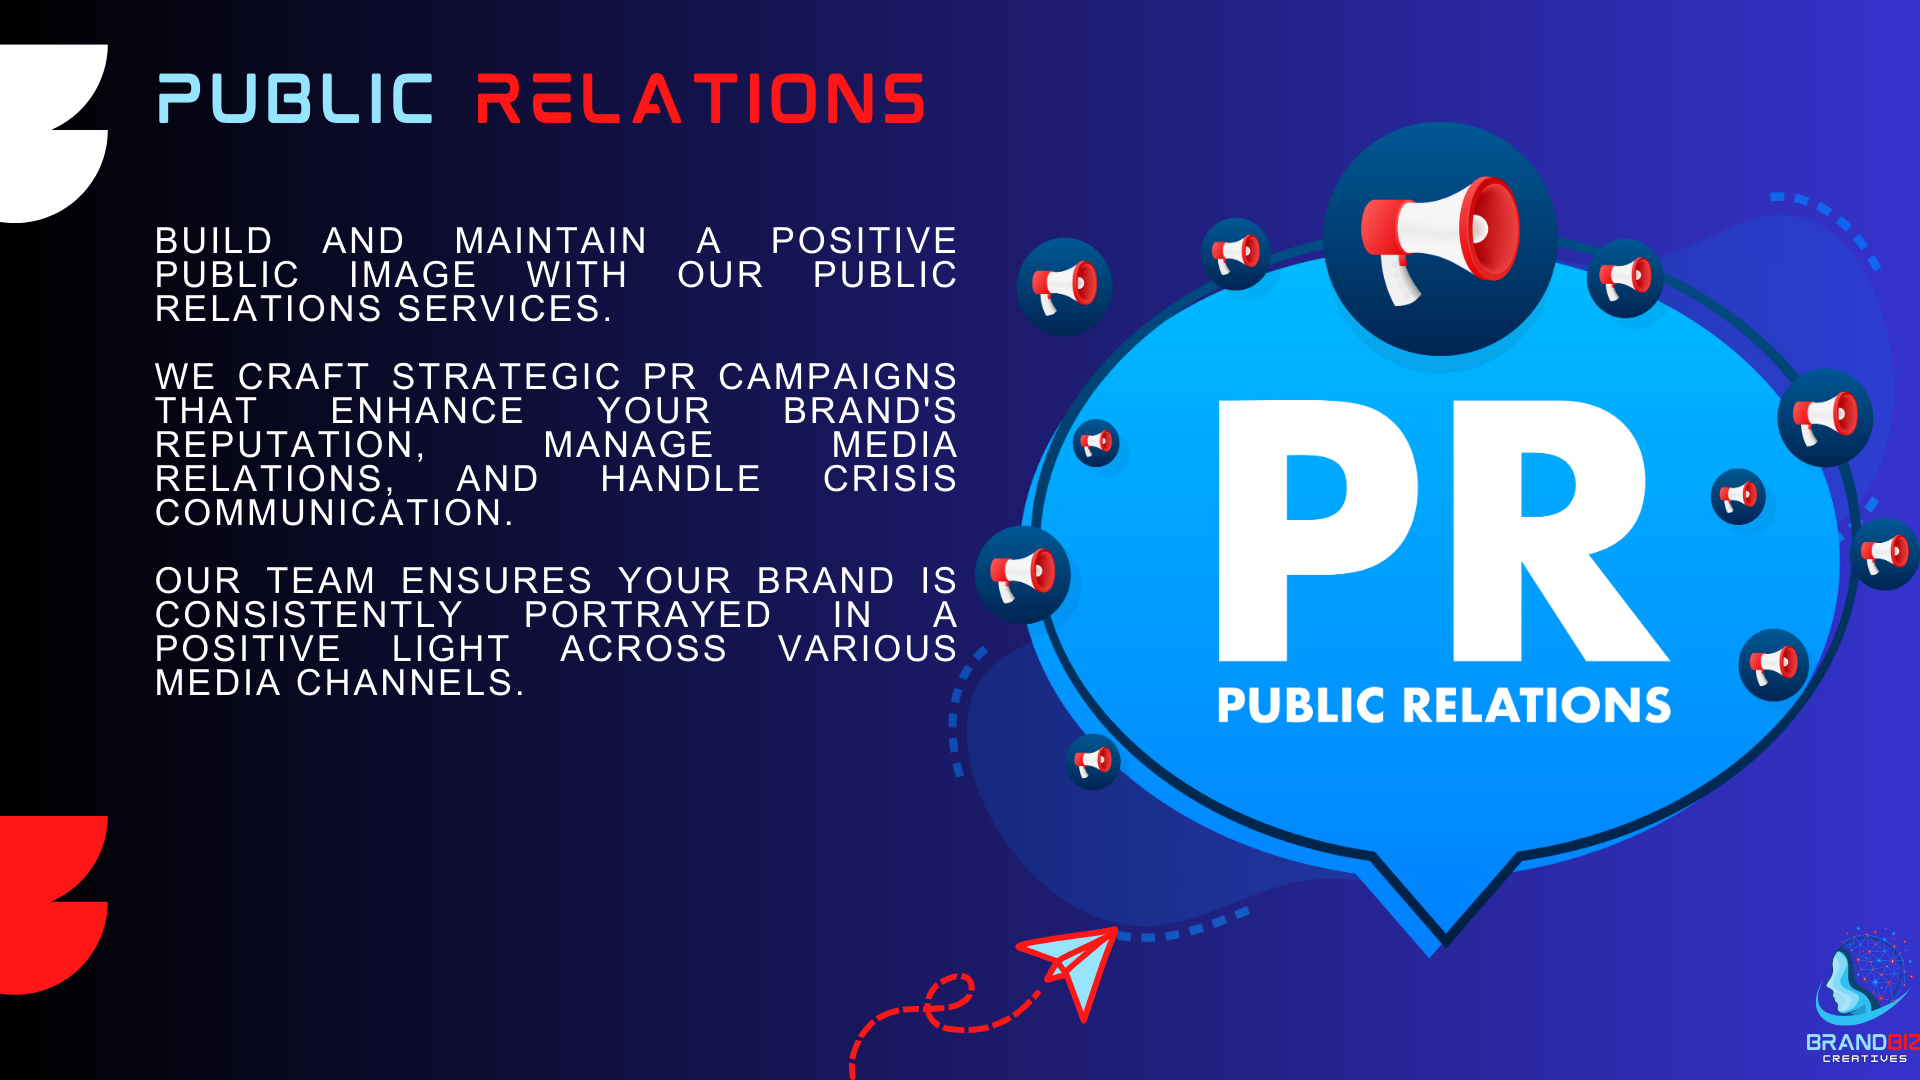 PUBLIC RELATIONS
BUILD AND MAINTAIN A POSITIVE
PUBLIC IMAGE WITH OUR PUBLIC
RELATIONS SERVICES.
WE CRAFT STRATEGIC PR CAMPAIGNS
THAT ENHANCE YOUR BRAND'S
REPUTATION, MANAGE MEDIA
RELATIONS, AND HANDLE CRISIS
COMMUNICATION.
OUR TEAM ENSURES YOUR BRAND IS
CONSISTENTLY PORTRAYED IN A
POSITIVE LIGHT ACROSS VARIOUS
MEDIA CHANNELS.
PR
PUBLIC RELATIONS
BRANDBIZ
CREATIVES